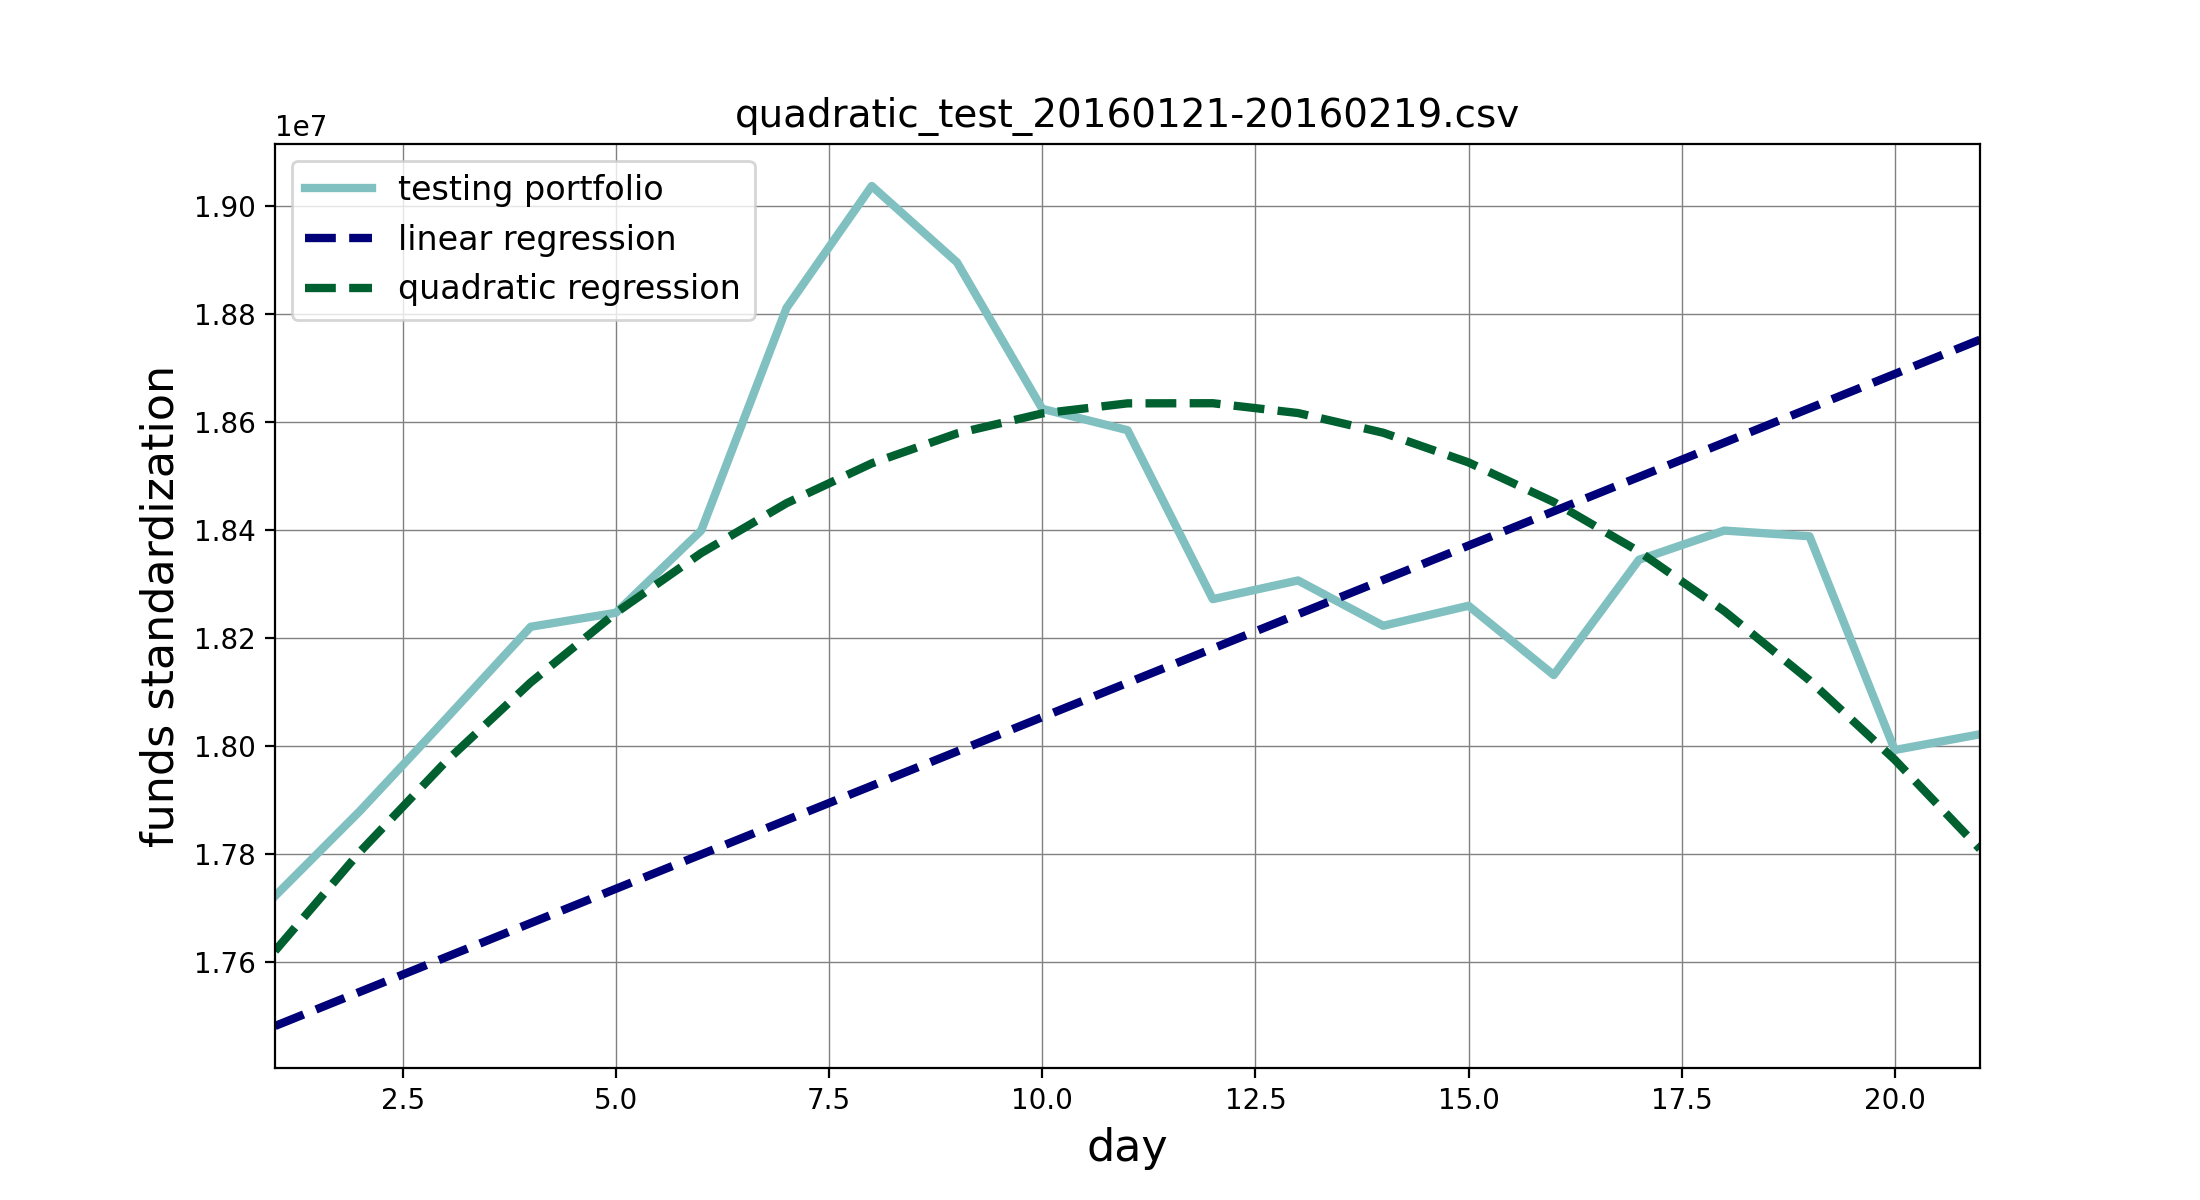 quadratic_test_20160121-20160219.csv
1e7
testing portfolio
linear regression
quadratic regression
funds standardization
1.90
1.88
1.86
1.84
1.82
1.80
1.78
1.76
2.5 5.0 7.5 10.0 12.5 15.0 17.5 20.0
day